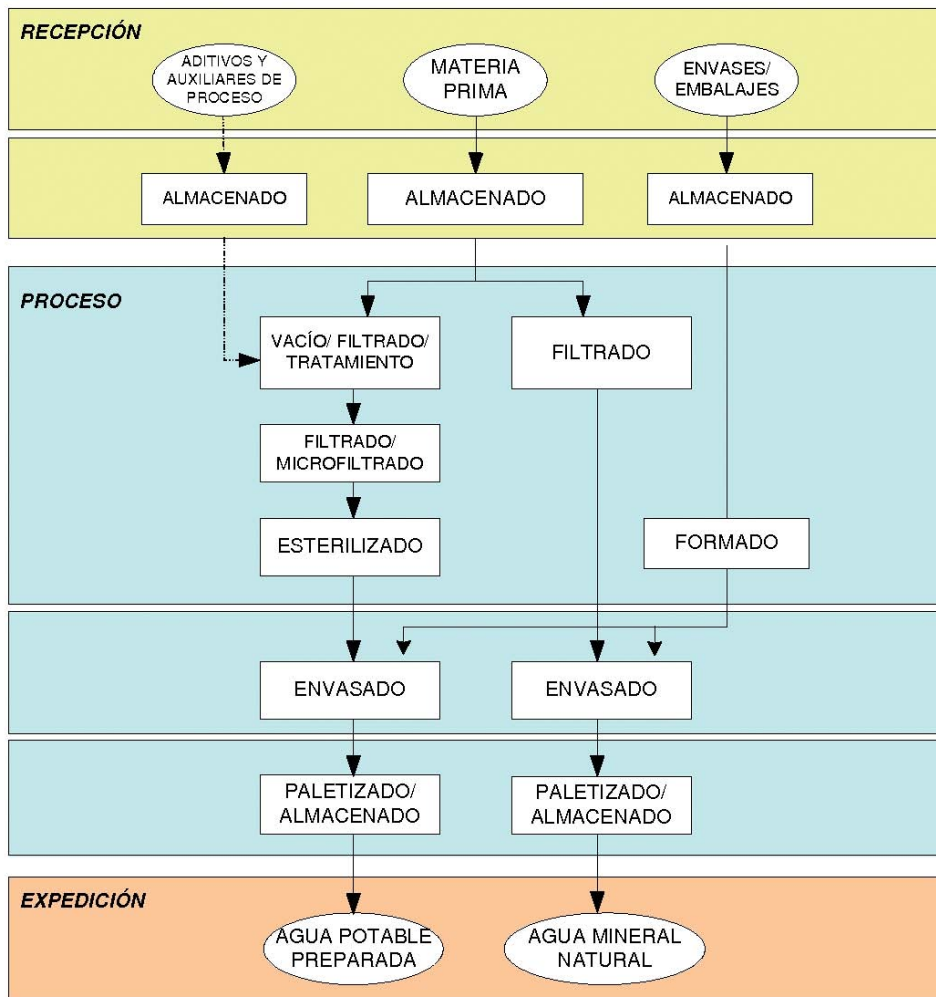 RECEPCIÓN
ADITIVOS Y
AUXILIARES DE
PROCESO
MATERIA
PRIMA
ENVASES/
EMBALAJES
ALMACENADO
ALMACENADO
ALMACENADO
PROCESO
VACÍO/ FILTRADO/
TRATAMIENTO
FILTRADO
FILTRADO/
MICROFILTRADO
ESTERILIZADO
FORMADO
ENVASADO
ENVASADO
PALETIZADO/
ALMACENADO
PALETIZADO/
ALMACENADO
EXPEDICIÓN
AGUA POTABLE
PREPARADA
AGUA MINERAL
NATURAL